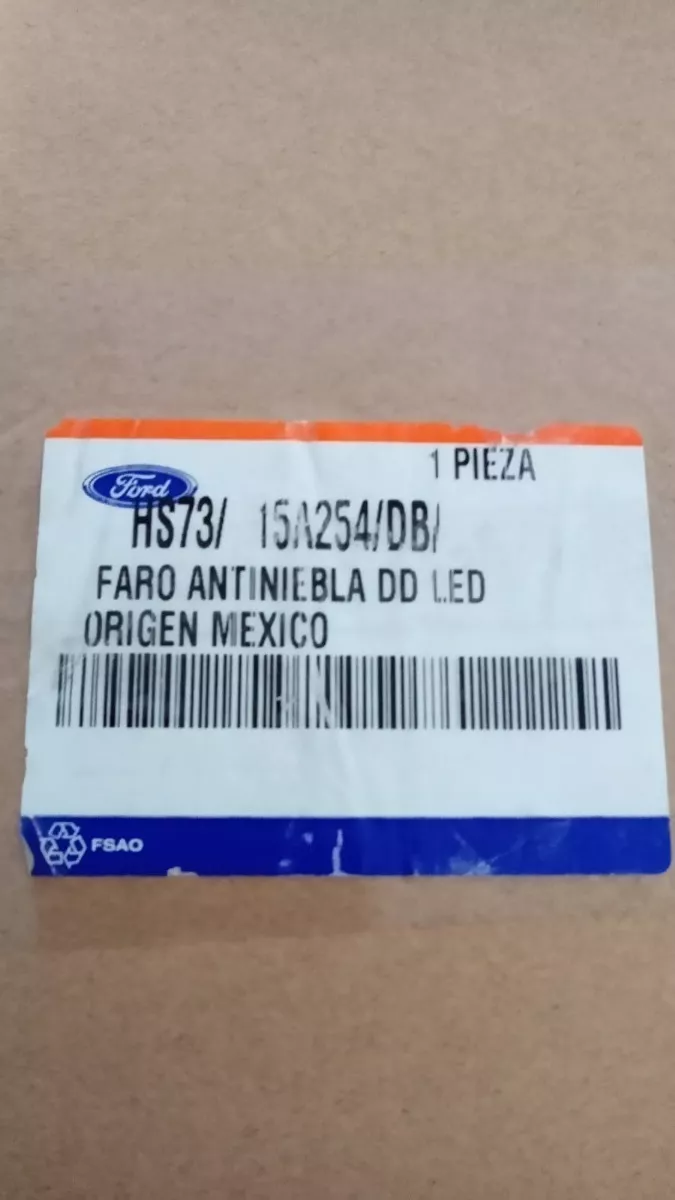 1 PIEZA
Ford
HS73/ 15A254/DB/
FARO ANTINIEBLA DD LED
ORIGEN MEXICO
FSAO